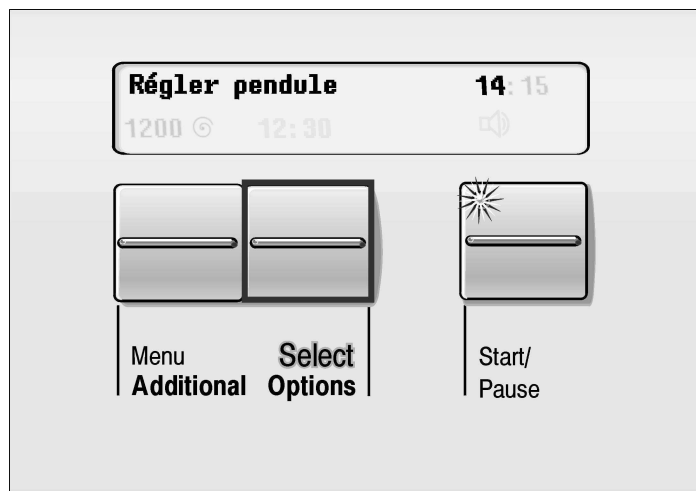 Régler pendule 14:15
1200 12:30
Menu Select Start/
Additional Options Pause